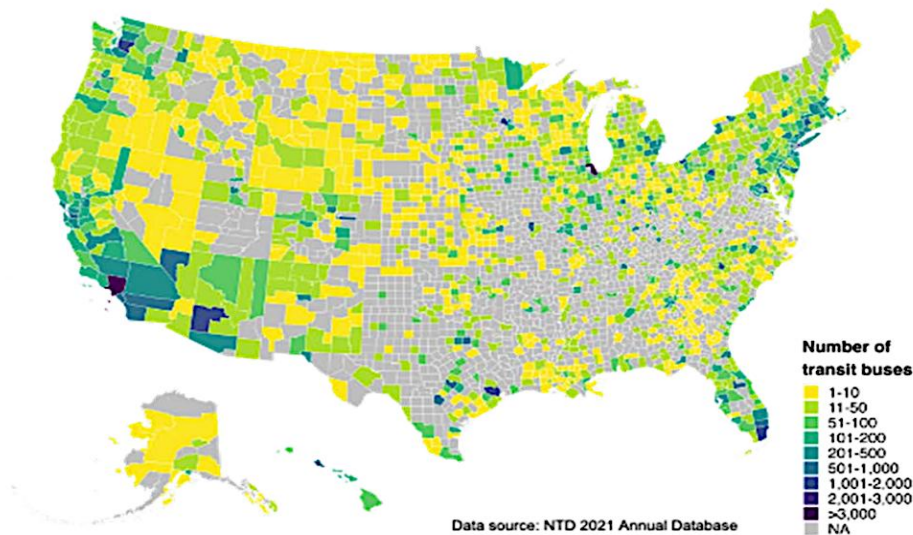 Number of
transit buses
1-10
11-50
51-100
101-200
201-500
501-1,000
1,001-2,000
2,001-3,000
>3,000
NA
Data source: NTD 2021 Annual Database